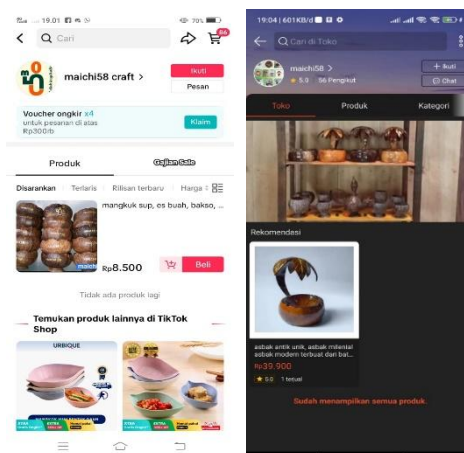 19.01
70%
Cari
86
maichi58 craft >
Ikuti
Pesan
Voucher ongkir x4
untuk pesanan di atas
Rp300rb
Klaim
Produk
Gajian Sale
Disarankan
Terlaris
Rilisan terbaru
Harga
mangkuk sup, es buah, bakso, ...
maichi
Rp8.500
Beli
Tidak ada produk lagi
Temukan produk lainnya di TikTok
Shop
URBIQUE
EXTRA
EXTRA
19:04 | 601KB/d
Cari di Toko
maichi58 >
5.0 56 Pengikut
+ Ikuti
Chat
Toko
Produk
Kategori
Rekomendasi
asbak antik unik, asbak milenial
asbak modern terbuat dari bat...
Rp39.900
5.0 1 terjual
Sudah menampilkan semua produk.